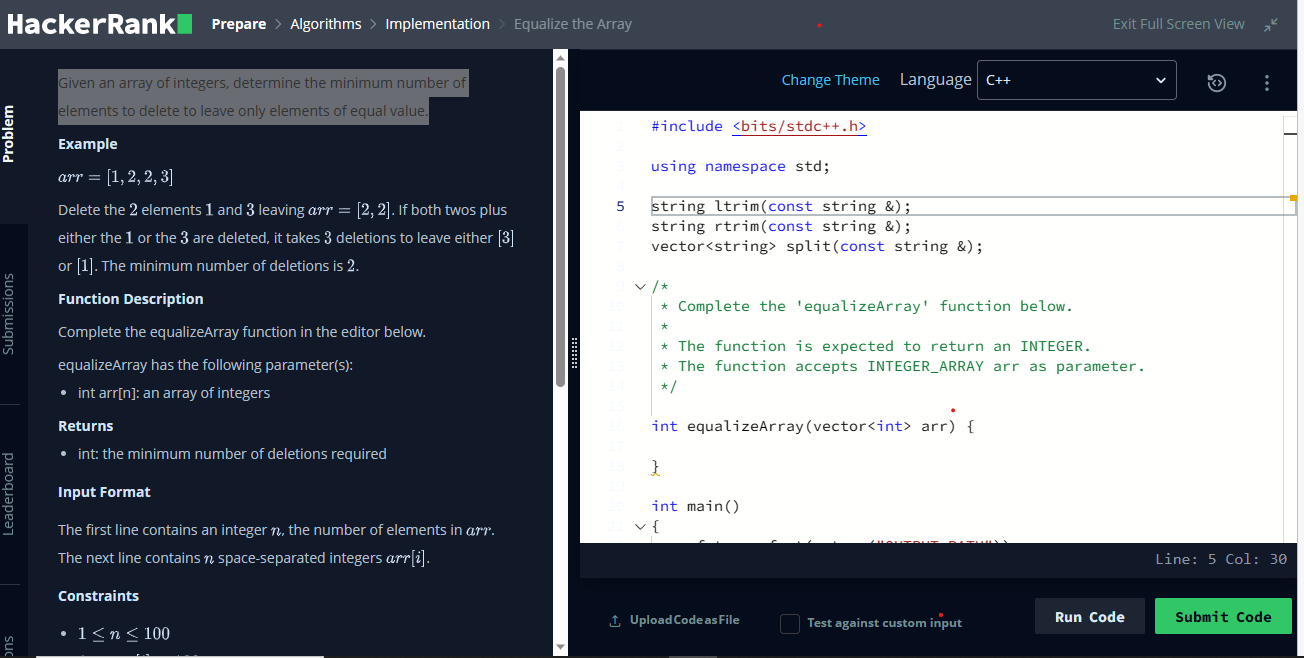 HackerRank
Prepare > Algorithms > Implementation > Equalize the Array
Exit Full Screen View
Problem
Submissions
Leaderboard
Given an array of integers, determine the minimum number of
elements to delete to leave only elements of equal value.
Example
arr = [1, 2, 2, 3]
Delete the 2 elements 1 and 3 leaving arr = [2, 2]. If both twos plus
either the 1 or the 3 are deleted, it takes 3 deletions to leave either [3]
or [1]. The minimum number of deletions is 2.
Function Description
Complete the equalizeArray function in the editor below.
equalizeArray has the following parameter(s):
• int arr[n]: an array of integers
Returns
• int: the minimum number of deletions required
Input Format
The first line contains an integer n, the number of elements in arr.
The next line contains n space-separated integers arr[i].
Constraints
• 1 ≤ n ≤ 100
Change Theme
Language
C++
1 #include <bits/stdc++.h>
2
3 using namespace std;
4
5 string ltrim(const string &);
6 string rtrim(const string &);
7 vector<string> split(const string &);
8
9 /*
10 * Complete the 'equalizeArray' function below.
11 *
12 * The function is expected to return an INTEGER.
13 * The function accepts INTEGER_ARRAY arr as parameter.
14 */
15
16 int equalizeArray(vector<int> arr) {
17
18 }
19
20 int main()
21 {
Line: 5 Col: 30
Upload Code as File
Test against custom input
Run Code
Submit Code